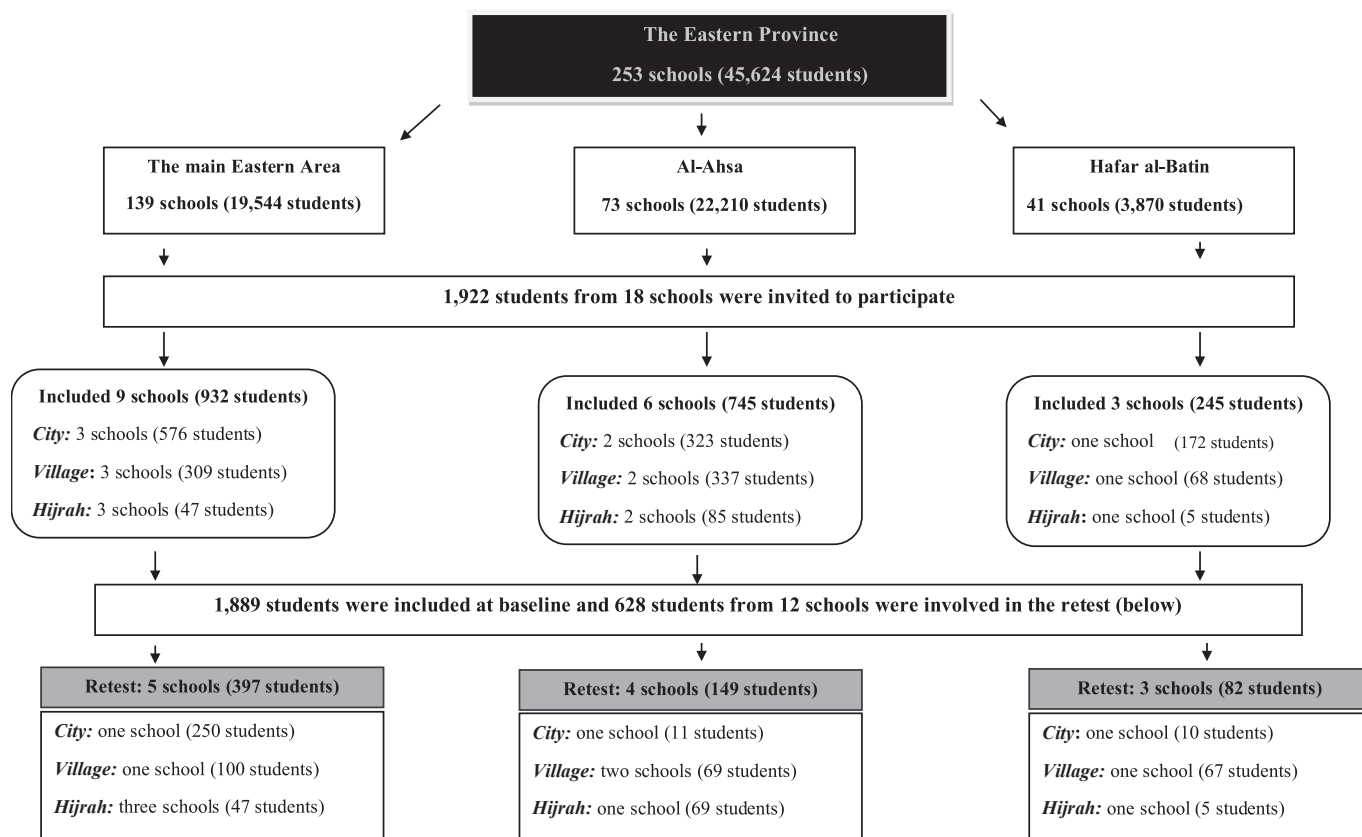 The Eastern Province
253 schools (45,624 students)
The main Eastern Area
139 schools (19,544 students)
Al-Ahsa
73 schools (22,210 students)
Hafar al-Batin
41 schools (3,870 students)
1,922 students from 18 schools were invited to participate
Included 9 schools (932 students)
City: 3 schools (576 students)
Village: 3 schools (309 students)
Hijrah: 3 schools (47 students)
Included 6 schools (745 students)
City: 2 schools (323 students)
Village: 2 schools (337 students)
Hijrah: 2 schools (85 students)
Included 3 schools (245 students)
City: one school (172 students)
Village: one school (68 students)
Hijrah: one school (5 students)
1,889 students were included at baseline and 628 students from 12 schools were involved in the retest (below)
Retest: 5 schools (397 students)
City: one school (250 students)
Village: one school (100 students)
Hijrah: three schools (47 students)
Retest: 4 schools (149 students)
City: one school (11 students)
Village: two schools (69 students)
Hijrah: one school (69 students)
Retest: 3 schools (82 students)
City: one school (10 students)
Village: one school (67 students)
Hijrah: one school (5 students)